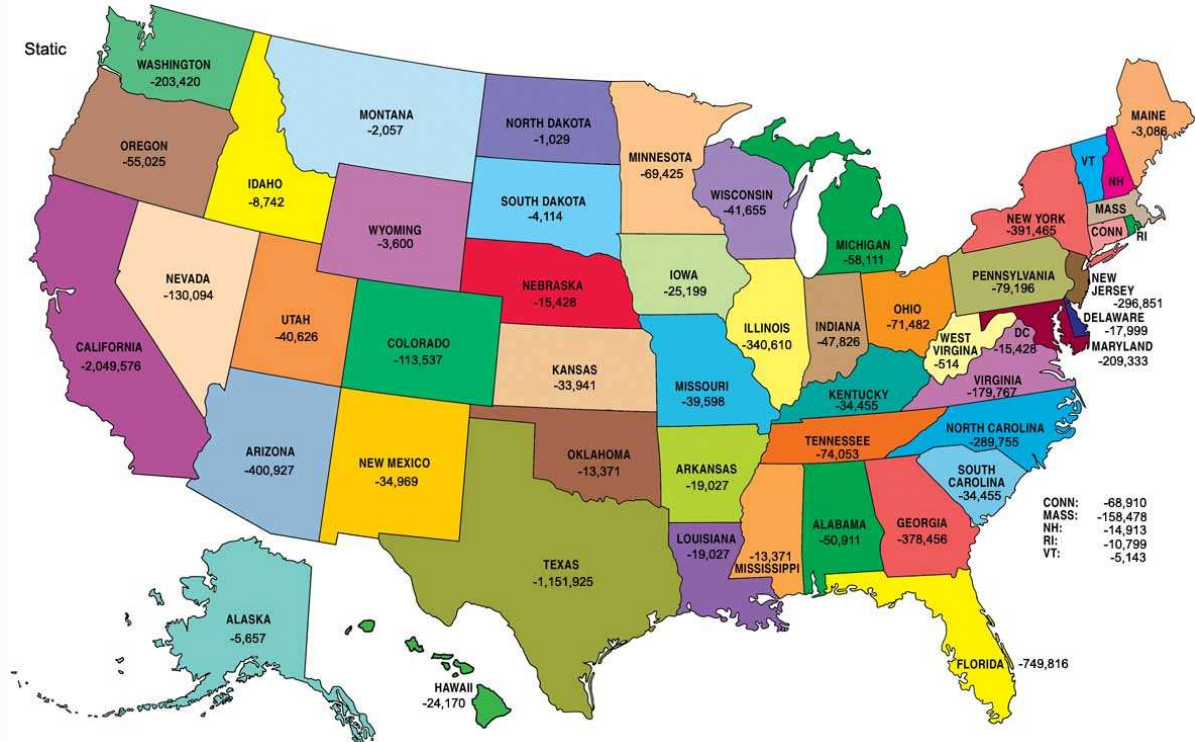 Static
WASHINGTON
-203,420
OREGON
-55,025
CALIFORNIA
-2,049,576
NEVADA
-130,094
IDAHO
-8,742
MONTANA
-2,057
WYOMING
-3,600
UTAH
-40,626
COLORADO
-113,537
ARIZONA
-400,927
NEW MEXICO
-34,969
NORTH DAKOTA
-1,029
SOUTH DAKOTA
-4,114
NEBRASKA
-15,428
KANSAS
-33,941
OKLAHOMA
-13,371
TEXAS
-1,151,925
MINNESOTA
-69,425
IOWA
-25,199
MISSOURI
-39,598
ARKANSAS
-19,027
LOUISIANA
-19,027
WISCONSIN
-41,655
ILLINOIS
-340,610
MICHIGAN
-58,111
INDIANA
-47,826
OHIO
-71,482
KENTUCKY
-34,455
TENNESSEE
-74,053
-13,371
MISSISSIPPI
ALABAMA
-50,911
GEORGIA
-378,456
FLORIDA
-749,816
SOUTH
CAROLINA
-34,455
NORTH CAROLINA
-289,755
VIRGINIA
-179,767
WEST
VIRGINA
-514
DC
-15,428
PENNSYLVANIA
-79,196
NEW YORK
-391,465
VT
NH
MAINE
-3,086
MASS
CONN
RI
NEW
JERSEY
-296,851
DELAWARE
-17,999
MARYLAND
-209,333
CONN: -68,910
MASS: -158,478
NH: -14,913
RI: -10,799
VT: -5,143
ALASKA
-5,657
HAWAII
-24,170